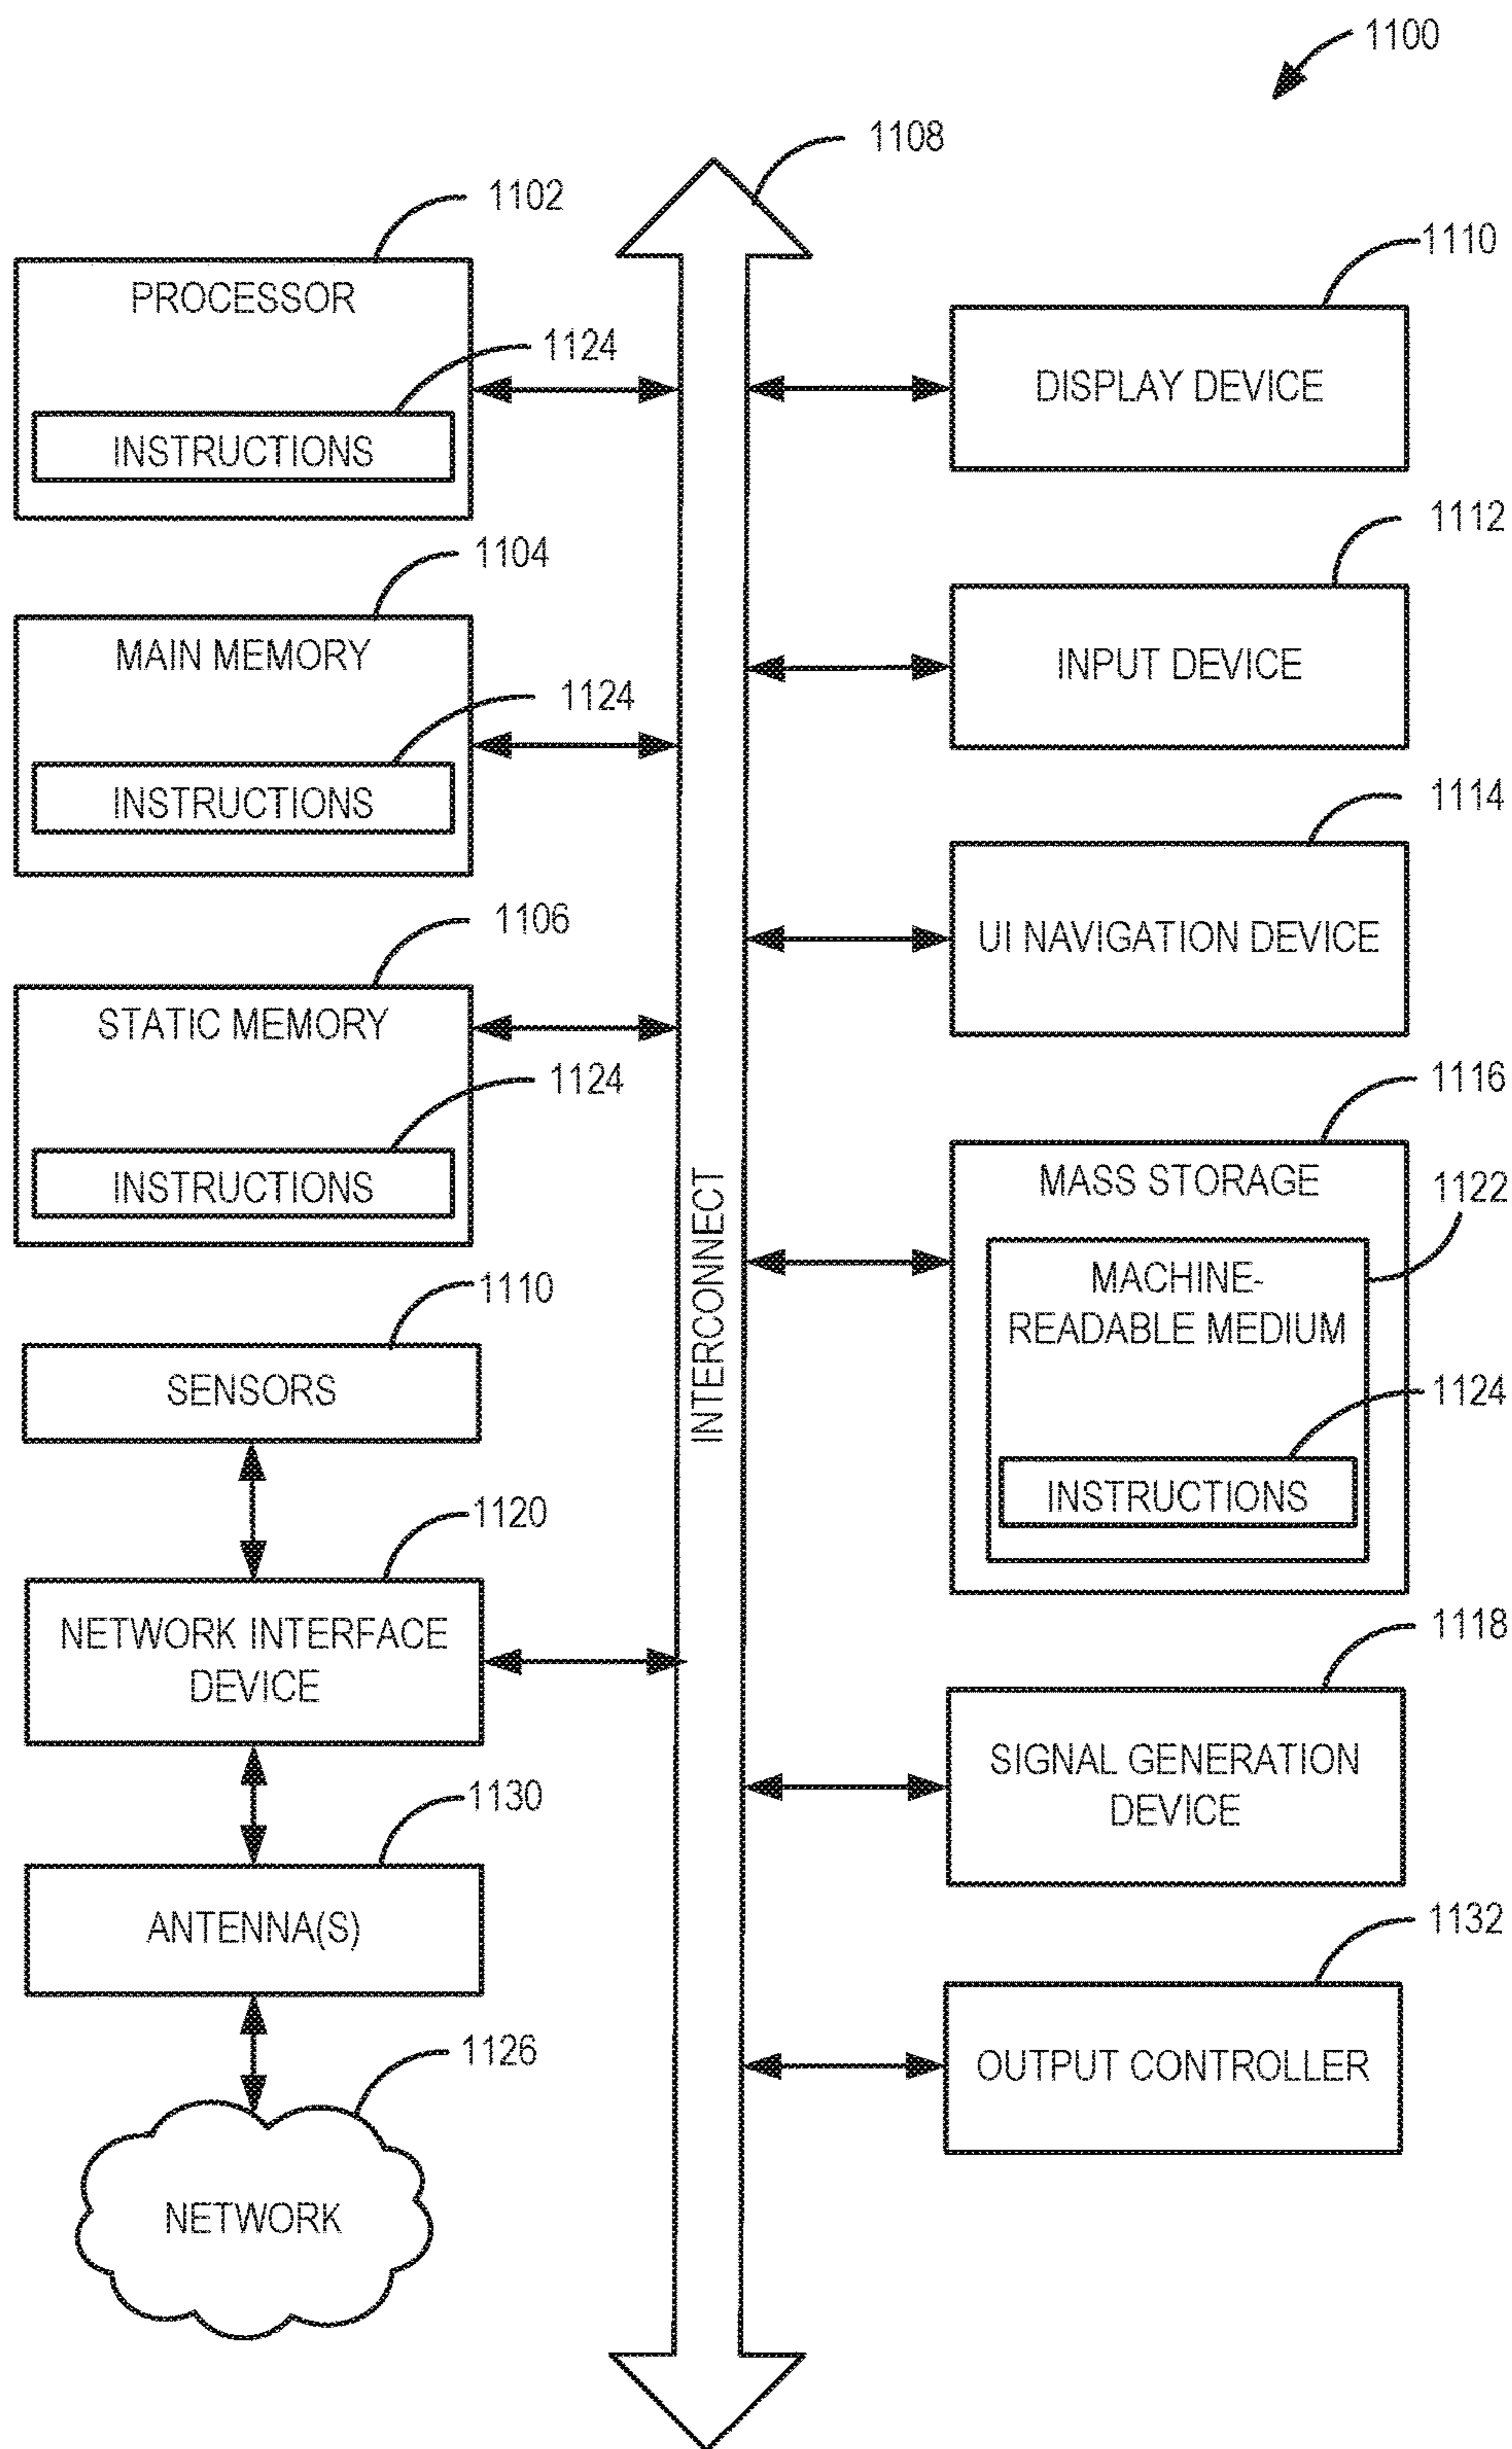 1100
1108
1102
PROCESSOR
1124
INSTRUCTIONS
1104
MAIN MEMORY
1124
INSTRUCTIONS
1106
STATIC MEMORY
1124
INSTRUCTIONS
1110
SENSORS
1120
NETWORK INTERFACE
DEVICE
1130
ANTENNA(S)
1126
NETWORK
INTERCONNECT
1110
DISPLAY DEVICE
1112
INPUT DEVICE
1114
UI NAVIGATION DEVICE
1116
MASS STORAGE
1122
MACHINE-
READABLE MEDIUM
1124
INSTRUCTIONS
1118
SIGNAL GENERATION
DEVICE
1132
OUTPUT CONTROLLER